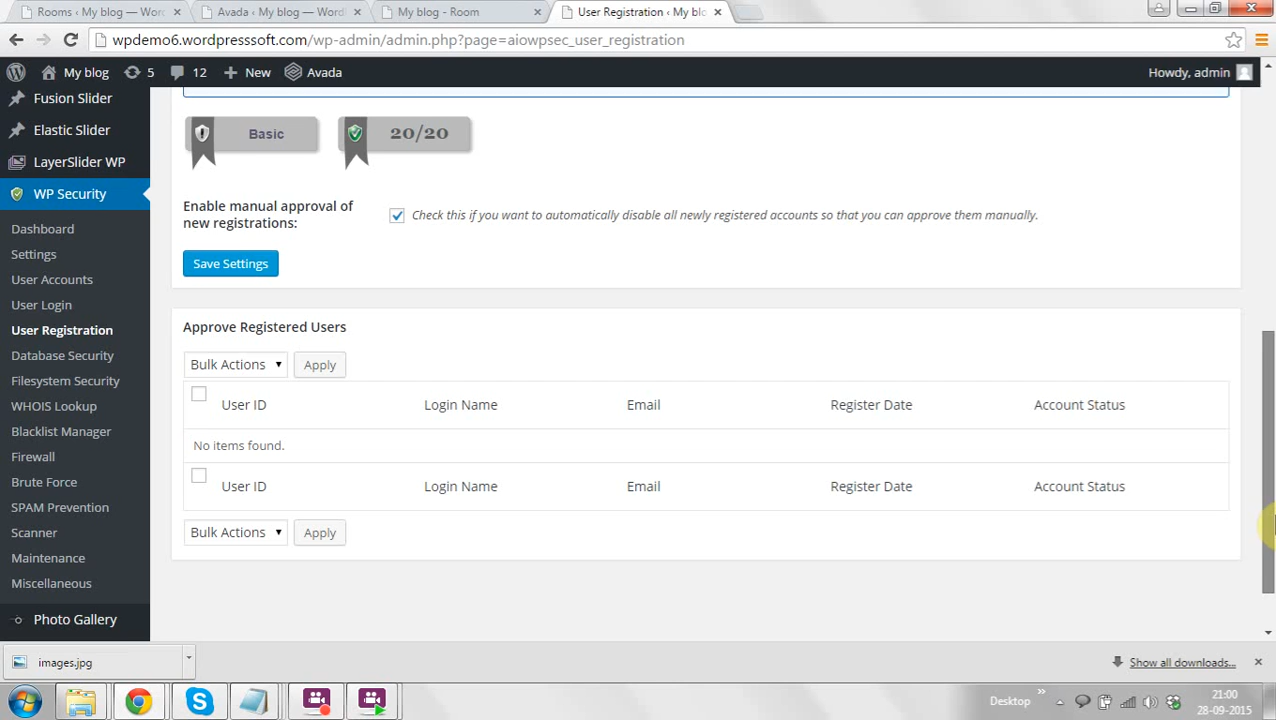 Rooms ‹ My blog — Word
Avada ‹ My blog — WordP
My blog - Room
User Registration ‹ My blo
wpdemo6.wordpresssoft.com/wp-admin/admin.php?page=aiowpsec_user_registration
My blog
5
12
New
Avada
Howdy, admin
Fusion Slider
Elastic Slider
LayerSlider WP
WP Security
Dashboard
Settings
User Accounts
User Login
User Registration
Database Security
Filesystem Security
WHOIS Lookup
Blacklist Manager
Firewall
Brute Force
SPAM Prevention
Scanner
Maintenance
Miscellaneous
Photo Gallery
Basic
20/20
Enable manual approval of
new registrations:
Check this if you want to automatically disable all newly registered accounts so that you can approve them manually.
Save Settings
Approve Registered Users
Bulk Actions Apply
User ID Login Name Email Register Date Account Status
No items found.
User ID Login Name Email Register Date Account Status
Bulk Actions Apply
images.jpg
Show all downloads...
Desktop
21:00
28-09-2015